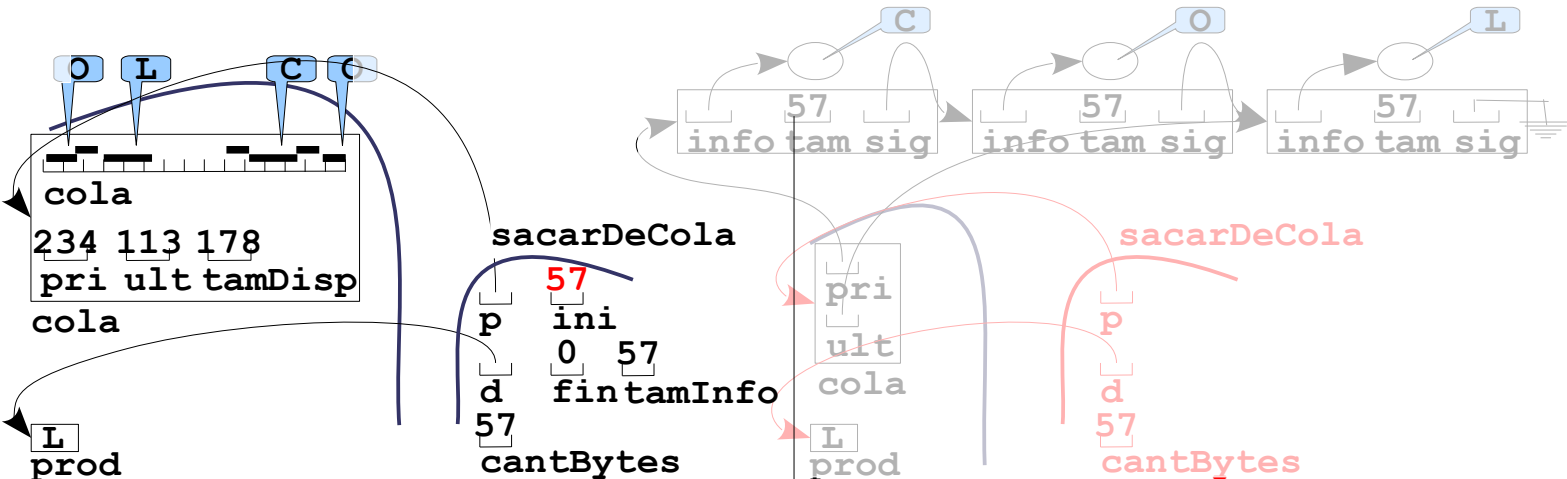 O L C O
cola
234 113 178
pri ult tamDisp
cola
L
prod
sacarDeCola
57
p ini
0 57
d fin tamInfo
57
cantBytes
C O L
57 57 57
info tam sig info tam sig info tam sig
pri
ult
cola
L
prod
sacarDeCola
p
d
57
cantBytes